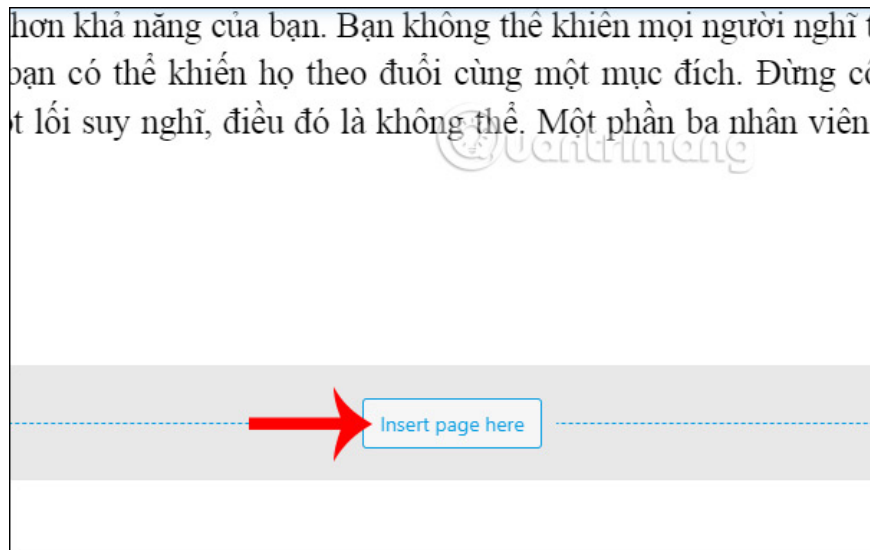 hơn khả năng của bạn. Bạn không thể khiến mọi người nghĩ t
bạn có thể khiến họ theo đuổi cùng một mục đích. Đừng cố
ột lối suy nghĩ, điều đó là không thể. Một phần ba nhân viên
Quantrimang
Insert page here